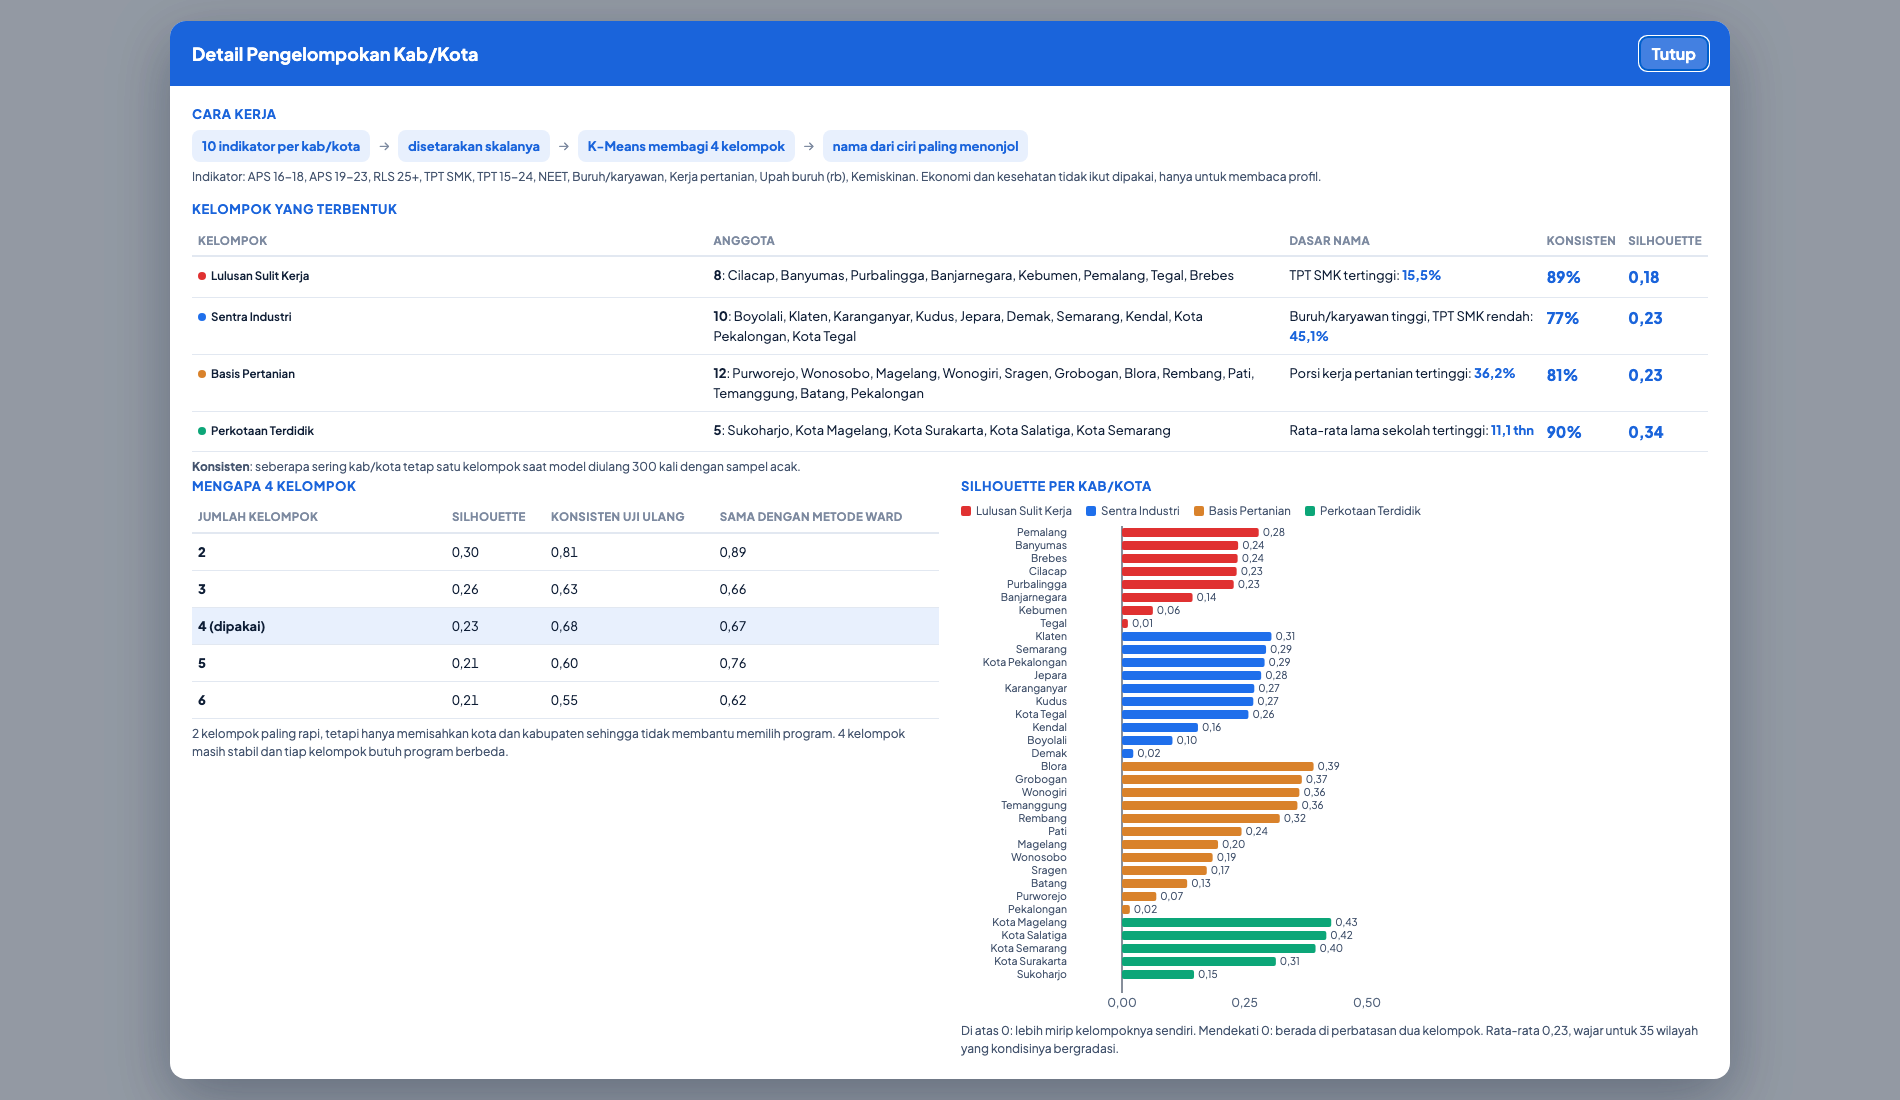 Detail Pengelompokan Kab/Kota
Tutup
CARA KERJA
10 indikator per kab/kota → disetarakan skalanya → K-Means membagi 4 kelompok → nama dari ciri paling menonjol
Indikator: APS 16-18, APS 19-23, RLS 25+, TPT SMK, TPT 15-24, NEET, Buruh/karyawan, Kerja pertanian, Upah buruh (rb), Kemiskinan. Ekonomi dan kesehatan tidak ikut dipakai, hanya untuk membaca profil.
KELOMPOK YANG TERBENTUK
KELOMPOK ANGGOTA DASAR NAMA KONSISTEN SILHOUETTE
Lulusan Sulit Kerja 8: Cilacap, Banyumas, Purbalingga, Banjarnegara, Kebumen, Pemalang, Tegal, Brebes TPT SMK tertinggi: 15,5% 89% 0,18
Sentra Industri 10: Boyolali, Klaten, Karanganyar, Kudus, Jepara, Demak, Semarang, Kendal, Kota Buruh/karyawan tinggi, TPT SMK rendah: 77% 0,23
Pekalongan, Kota Tegal 45,1%
Basis Pertanian 12: Purworejo, Wonosobo, Magelang, Wonogiri, Sragen, Grobogan, Blora, Rembang, Pati, Porsi kerja pertanian tertinggi: 36,2% 81% 0,23
Temanggung, Batang, Pekalongan
Perkotaan Terdidik 5: Sukoharjo, Kota Magelang, Kota Surakarta, Kota Salatiga, Kota Semarang Rata-rata lama sekolah tertinggi: 11,1 thn 90% 0,34
Konsisten: seberapa sering kab/kota tetap satu kelompok saat model diulang 300 kali dengan sampel acak.
MENGAPA 4 KELOMPOK
JUMLAH KELOMPOK SILHOUETTE KONSISTEN UJI ULANG SAMA DENGAN METODE WARD
2 0,30 0,81 0,89
3 0,26 0,63 0,66
4 (dipakai) 0,23 0,68 0,67
5 0,21 0,60 0,76
6 0,21 0,55 0,62
2 kelompok paling rapi, tetapi hanya memisahkan kota dan kabupaten sehingga tidak membantu memilih program. 4 kelompok
masih stabil dan tiap kelompok butuh program berbeda.
SILHOUETTE PER KAB/KOTA
Lulusan Sulit Kerja Sentra Industri Basis Pertanian Perkotaan Terdidik
Pemalang 0,28
Banyumas 0,24
Brebes 0,24
Cilacap 0,23
Purbalingga 0,23
Banjarnegara 0,14
Kebumen 0,06
Tegal 0,01
Klaten 0,31
Semarang 0,29
Kota Pekalongan 0,29
Jepara 0,28
Karanganyar 0,27
Kudus 0,27
Kota Tegal 0,26
Kendal 0,16
Boyolali 0,10
Demak 0,02
Blora 0,39
Grobogan 0,37
Wonogiri 0,36
Temanggung 0,36
Rembang 0,32
Pati 0,24
Magelang 0,20
Wonosobo 0,19
Sragen 0,17
Batang 0,13
Purworejo 0,07
Pekalongan 0,02
Kota Magelang 0,43
Kota Salatiga 0,42
Kota Semarang 0,40
Kota Surakarta 0,31
Sukoharjo 0,15
0,00 0,25 0,50
Di atas 0: lebih mirip kelompoknya sendiri. Mendekati 0: berada di perbatasan dua kelompok. Rata-rata 0,23, wajar untuk 35 wilayah
yang kondisinya bergradasi.